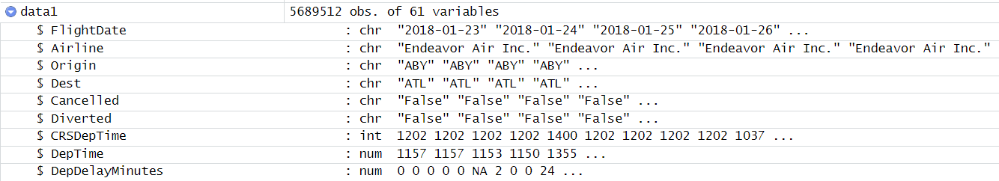 data1 5689512 obs. of 61 variables
$ FlightDate : chr "2018-01-23" "2018-01-24" "2018-01-25" "2018-01-26" ...
$ Airline : chr "Endeavor Air Inc." "Endeavor Air Inc." "Endeavor Air Inc." "Endeavor Air Inc."
$ Origin : chr "ABY" "ABY" "ABY" "ABY" ...
$ Dest : chr "ATL" "ATL" "ATL" "ATL" ...
$ Cancelled : chr "False" "False" "False" "False" ...
$ Diverted : chr "False" "False" "False" "False" ...
$ CRSDepTime : int 1202 1202 1202 1202 1400 1202 1202 1202 1202 1037 ...
$ DepTime : num 1157 1157 1153 1150 1355 ...
$ DepDelayMinutes : num 0 0 0 0 0 NA 2 0 0 24 ...